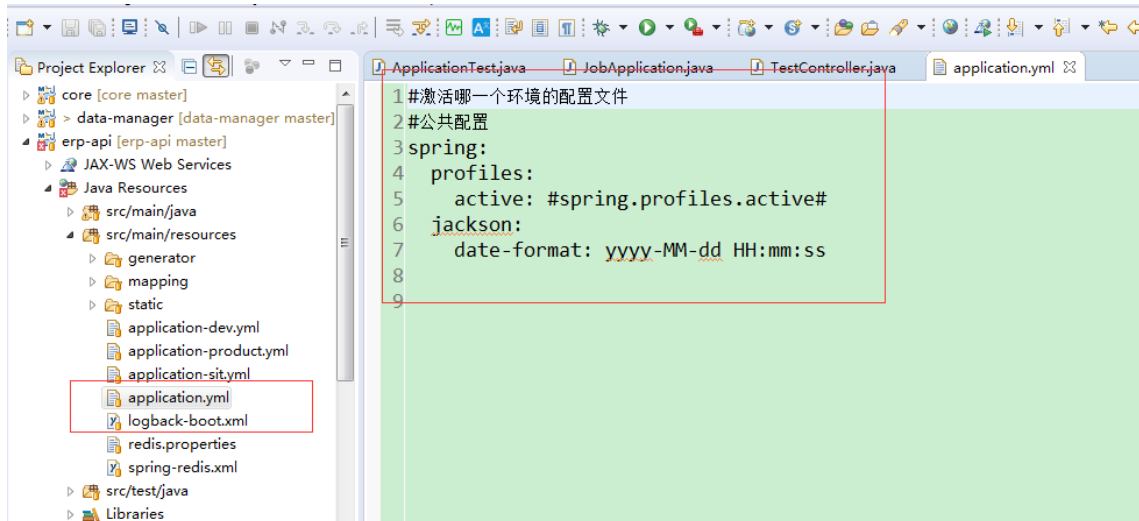 Project Explorer
core [core master]
> data-manager [data-manager master]
erp-api [erp-api master]
JAX-WS Web Services
Java Resources
src/main/java
src/main/resources
generator
mapping
static
application-dev.yml
application-product.yml
application-sit.yml
application.yml
logback-boot.xml
redis.properties
spring-redis.xml
src/test/java
Libraries
ApplicationTest.java JobApplication.java TestController.java application.yml
1 #激活哪一个环境的配置文件
2 #公共配置
3 spring:
4 profiles:
5 active: #spring.profiles.active#
6 jackson:
7 date-format: yyyy-MM-dd HH:mm:ss
8
9